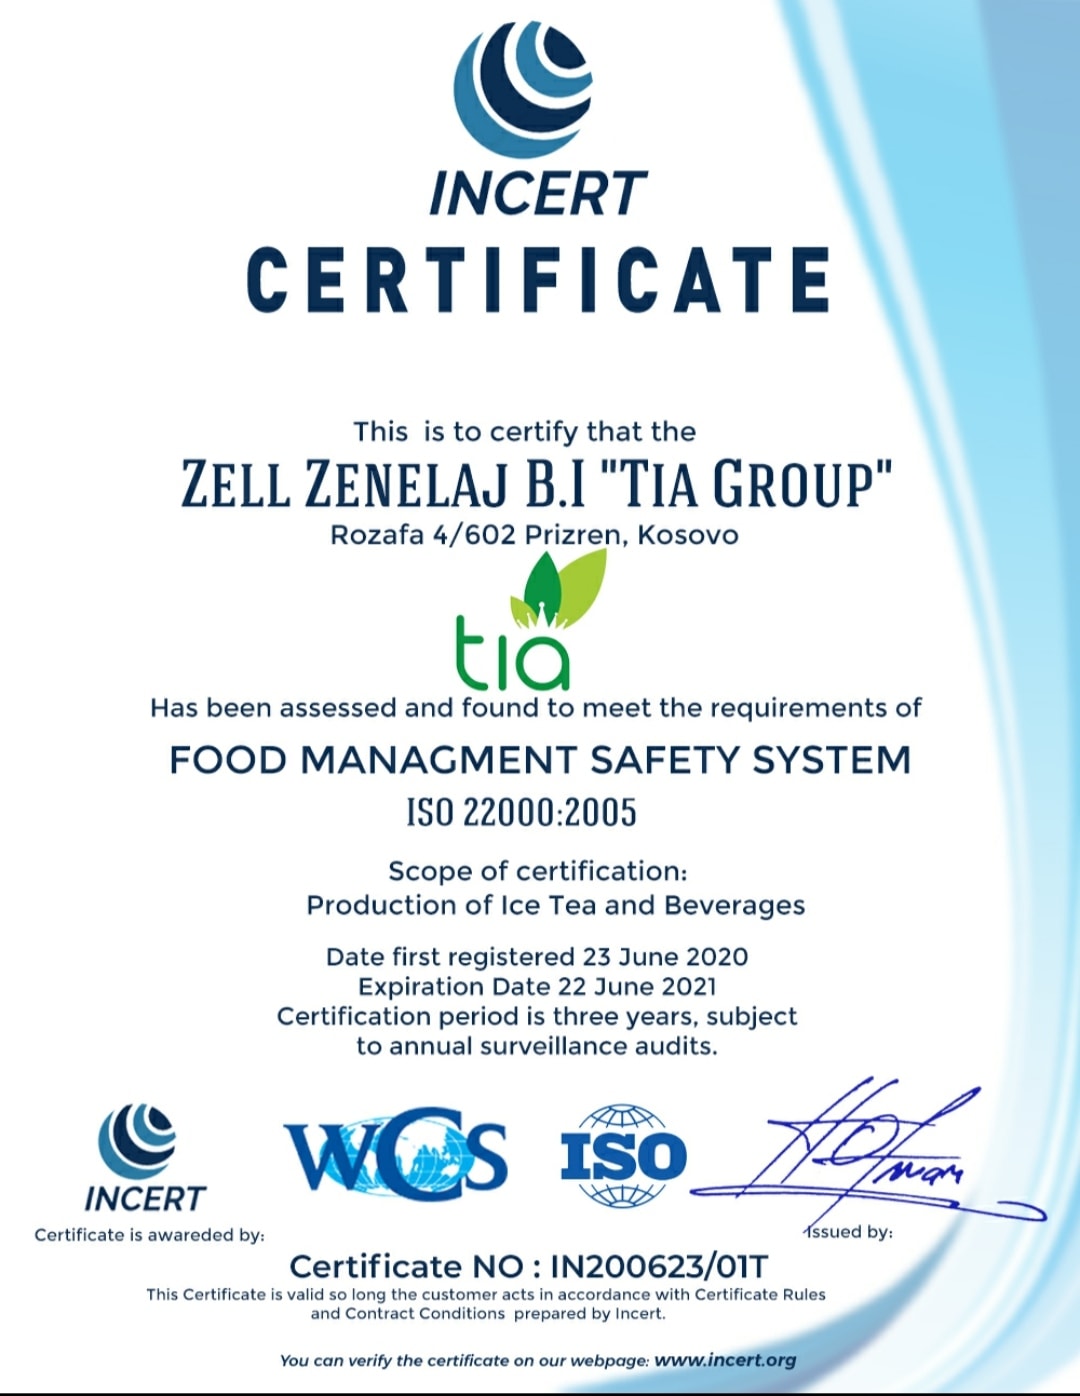 INCERT
CERTIFICATE
This is to certify that the
ZELL ZENELAJ B.I "TIA GROUP"
Rozafa 4/602 Prizren, Kosovo
tia
Has been assessed and found to meet the requirements of
FOOD MANAGMENT SAFETY SYSTEM
ISO 22000:2005
Scope of certification:
Production of Ice Tea and Beverages
Date first registered 23 June 2020
Expiration Date 22 June 2021
Certification period is three years, subject
to annual surveillance audits.
INCERT
WCS
ISO
Certificate is awareded by:
Issued by:
Certificate NO : IN200623/01T
This Certificate is valid so long the customer acts in accordance with Certificate Rules
and Contract Conditions prepared by Incert.
You can verify the certificate on our webpage: www.incert.org